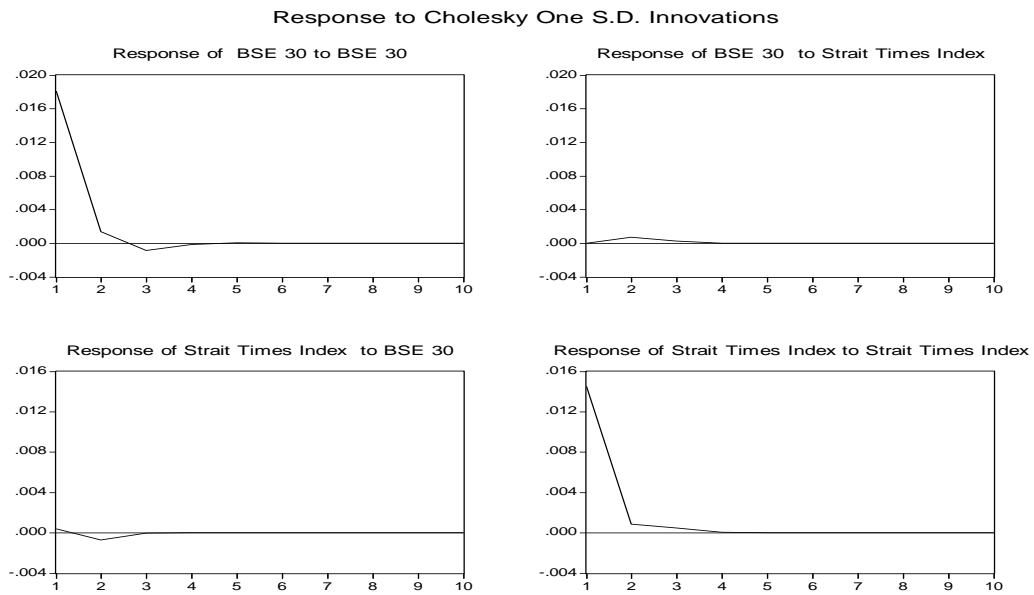 Response to Cholesky One S.D. Innovations
Response of BSE 30 to BSE 30
.020
.016
.012
.008
.004
.000
-.004
1 2 3 4 5 6 7 8 9 10
Response of BSE 30 to Strait Times Index
.020
.016
.012
.008
.004
.000
-.004
1 2 3 4 5 6 7 8 9 10
Response of Strait Times Index to BSE 30
.016
.012
.008
.004
.000
-.004
1 2 3 4 5 6 7 8 9 10
Response of Strait Times Index to Strait Times Index
.016
.012
.008
.004
.000
-.004
1 2 3 4 5 6 7 8 9 10